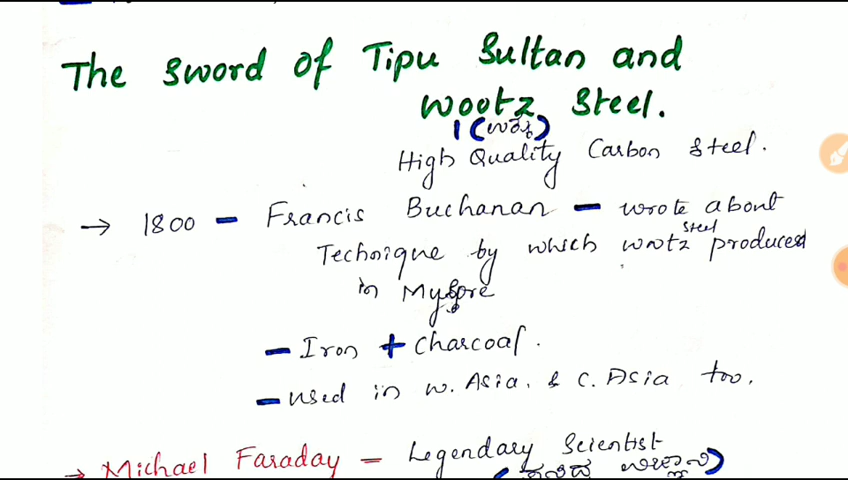 The Sword of Tipu Sultan and
Wootz Steel.
High Quality Carbon Steel.
→ 1800 – Francis Buchanan – wrote about
Technique by which wootz steel produced
in Mysore
– Iron + charcoal.
– used in W. Asia & C. Asia too.
→ Michael Faraday – Legendary Scientist